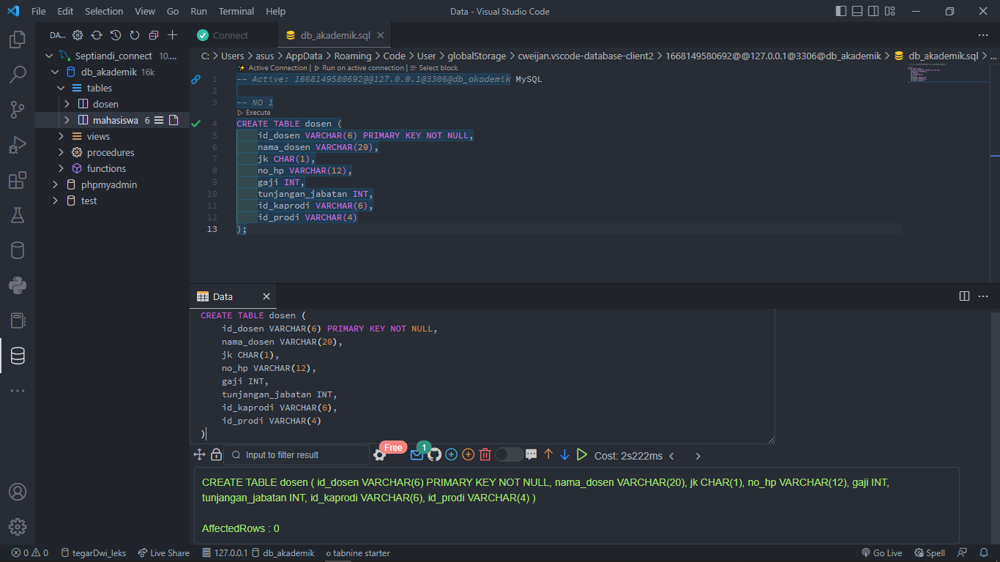 File Edit Selection View Go Run Terminal Help
Data - Visual Studio Code
DA...
Septiandi_connect 10....
db_akademik 16k
tables
dosen
mahasiswa 6
views
procedures
functions
phpmyadmin
test
Connect
db_akademik.sql
C: > Users > asus > AppData > Roaming > Code > User > globalStorage > cweijan.vscode-database-client2 > 1668149580692@@127.0.0.1@3306@db_akademik > db_akademik.sql > ...
Active Connection | Run on active connection | Select block
1 -- Active: 1668149580692@@127.0.0.1@3306@db_akademik MySQL
2
3 -- NO 1
Execute
4 CREATE TABLE dosen (
5 id_dosen VARCHAR(6) PRIMARY KEY NOT NULL,
6 nama_dosen VARCHAR(20),
7 jk CHAR(1),
8 no_hp VARCHAR(12),
9 gaji INT,
10 tunjangan_jabatan INT,
11 id_kaprodi VARCHAR(6),
12 id_prodi VARCHAR(4)
13 );
Data
CREATE TABLE dosen (
id_dosen VARCHAR(6) PRIMARY KEY NOT NULL,
nama_dosen VARCHAR(20),
jk CHAR(1),
no_hp VARCHAR(12),
gaji INT,
tunjangan_jabatan INT,
id_kaprodi VARCHAR(6),
id_prodi VARCHAR(4)
)
Input to filter result
Free
1
Cost: 2s222ms
CREATE TABLE dosen ( id_dosen VARCHAR(6) PRIMARY KEY NOT NULL, nama_dosen VARCHAR(20), jk CHAR(1), no_hp VARCHAR(12), gaji INT,
tunjangan_jabatan INT, id_kaprodi VARCHAR(6), id_prodi VARCHAR(4) )
AffectedRows : 0
0 0 tegarDwi_leks Live Share 127.0.0.1 db_akademik tabnine starter
Go Live Spell